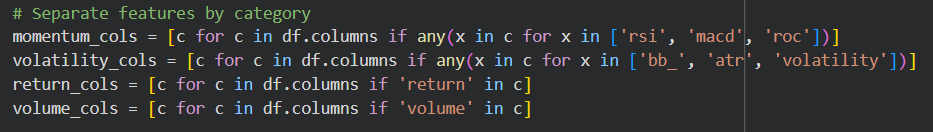 # Separate features by category
momentum_cols = [c for c in df.columns if any(x in c for x in ['rsi', 'macd', 'roc'])]
volatility_cols = [c for c in df.columns if any(x in c for x in ['bb_', 'atr', 'volatility'])]
return_cols = [c for c in df.columns if 'return' in c]
volume_cols = [c for c in df.columns if 'volume' in c]